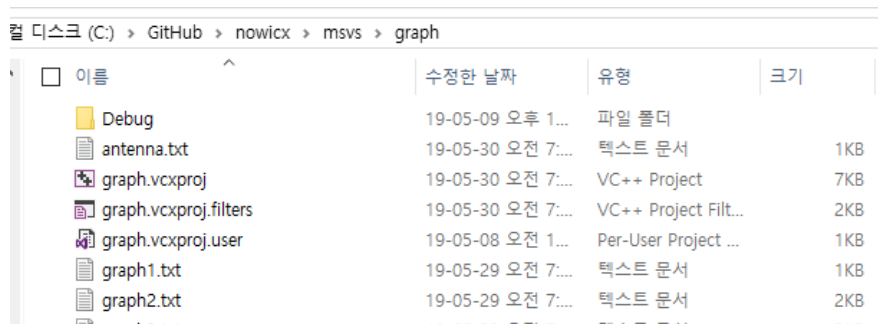 컬 디스크 (C:) > GitHub > nowicx > msvs > graph
이름 수정한 날짜 유형 크기
Debug 19-05-09 오후 1... 파일 폴더
antenna.txt 19-05-30 오전 7:... 텍스트 문서 1KB
graph.vcxproj 19-05-30 오전 7:... VC++ Project 7KB
graph.vcxproj.filters 19-05-30 오전 7:... VC++ Project Filt... 2KB
graph.vcxproj.user 19-05-08 오전 1... Per-User Project ... 1KB
graph1.txt 19-05-29 오전 7:... 텍스트 문서 1KB
graph2.txt 19-05-29 오전 7:... 텍스트 문서 2KB